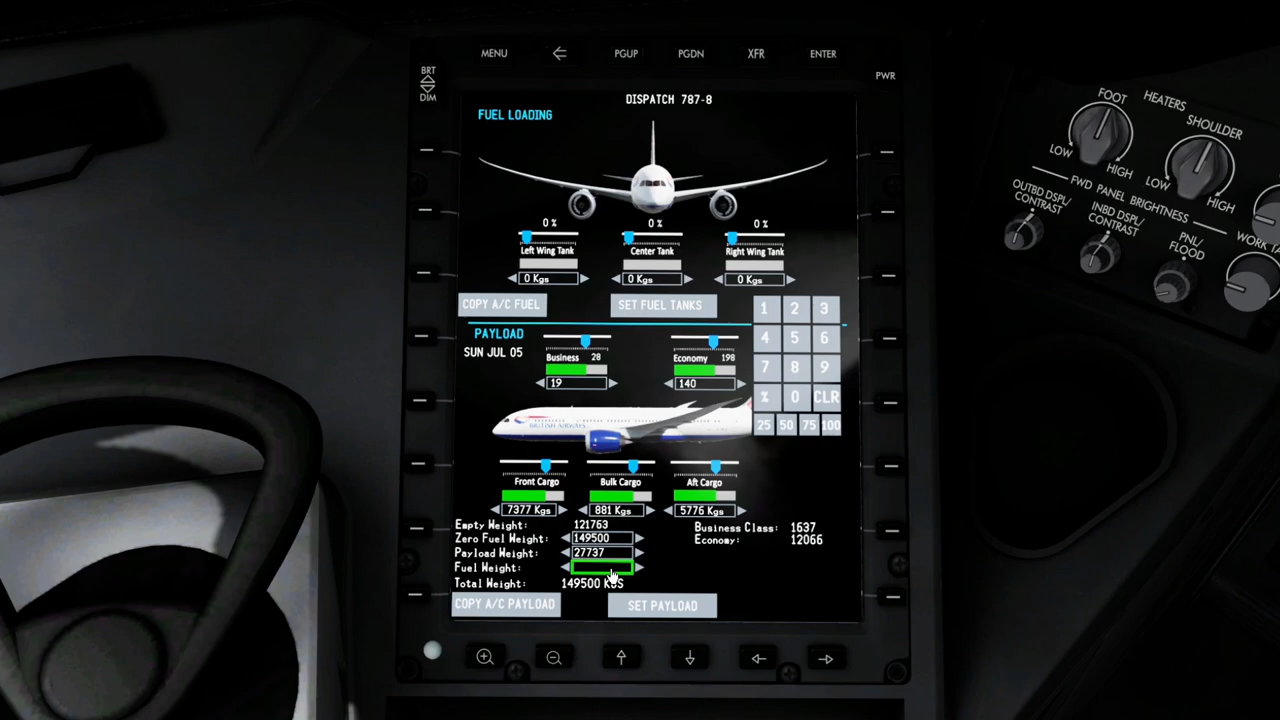 MENU PGUP PGDN XFR ENTER
BRT
DIM
PWR
DISPATCH 787-8
FUEL LOADING
0 % 0 % 0 %
Left Wing Tank Center Tank Right Wing Tank
0 Kgs 0 Kgs 0 Kgs
COPY A/C FUEL SET FUEL TANKS
1 2 3
4 5 6
7 8 9
% 0 CLR
25 50 75 100
PAYLOAD
SUN JUL 05
Business 28 Economy 198
19 140
BRITISH AIRWAYS
Front Cargo Bulk Cargo Aft Cargo
7377 Kgs 881 Kgs 5776 Kgs
Empty Weight: 121763
Zero Fuel Weight: 149500
Payload Weight: 27737
Fuel Weight:
Total Weight: 149500 KGS
Business Class: 1637
Economy: 12066
COPY A/C PAYLOAD SET PAYLOAD
HEATERS
FOOT SHOULDER
LOW HIGH LOW HIGH
FWD PANEL BRIGHTNESS
OUTBD DSPL/
CONTRAST
INBD DSPL/
CONTRAST
PNL/
FLOOD
WORK